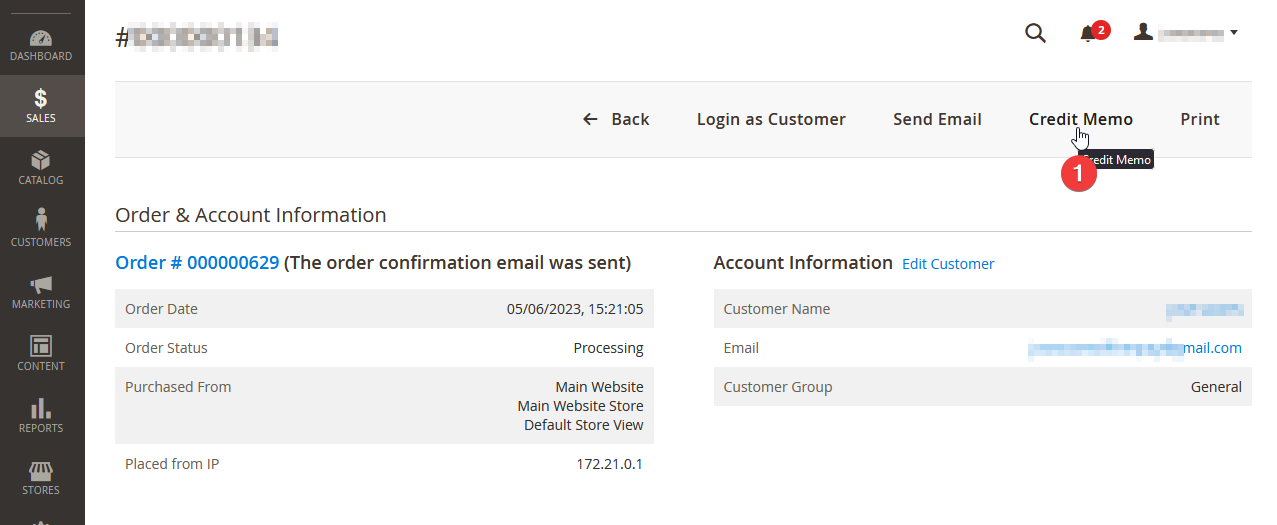 #
2
DASHBOARD
SALES
CATALOG
CUSTOMERS
MARKETING
CONTENT
REPORTS
STORES
Back
Login as Customer
Send Email
Credit Memo
Print
Credit Memo
1
Order & Account Information
Order # 000000629 (The order confirmation email was sent)
Order Date 05/06/2023, 15:21:05
Order Status Processing
Purchased From Main Website
Main Website Store
Default Store View
Placed from IP 172.21.0.1
Account Information Edit Customer
Customer Name
Email mail.com
Customer Group General